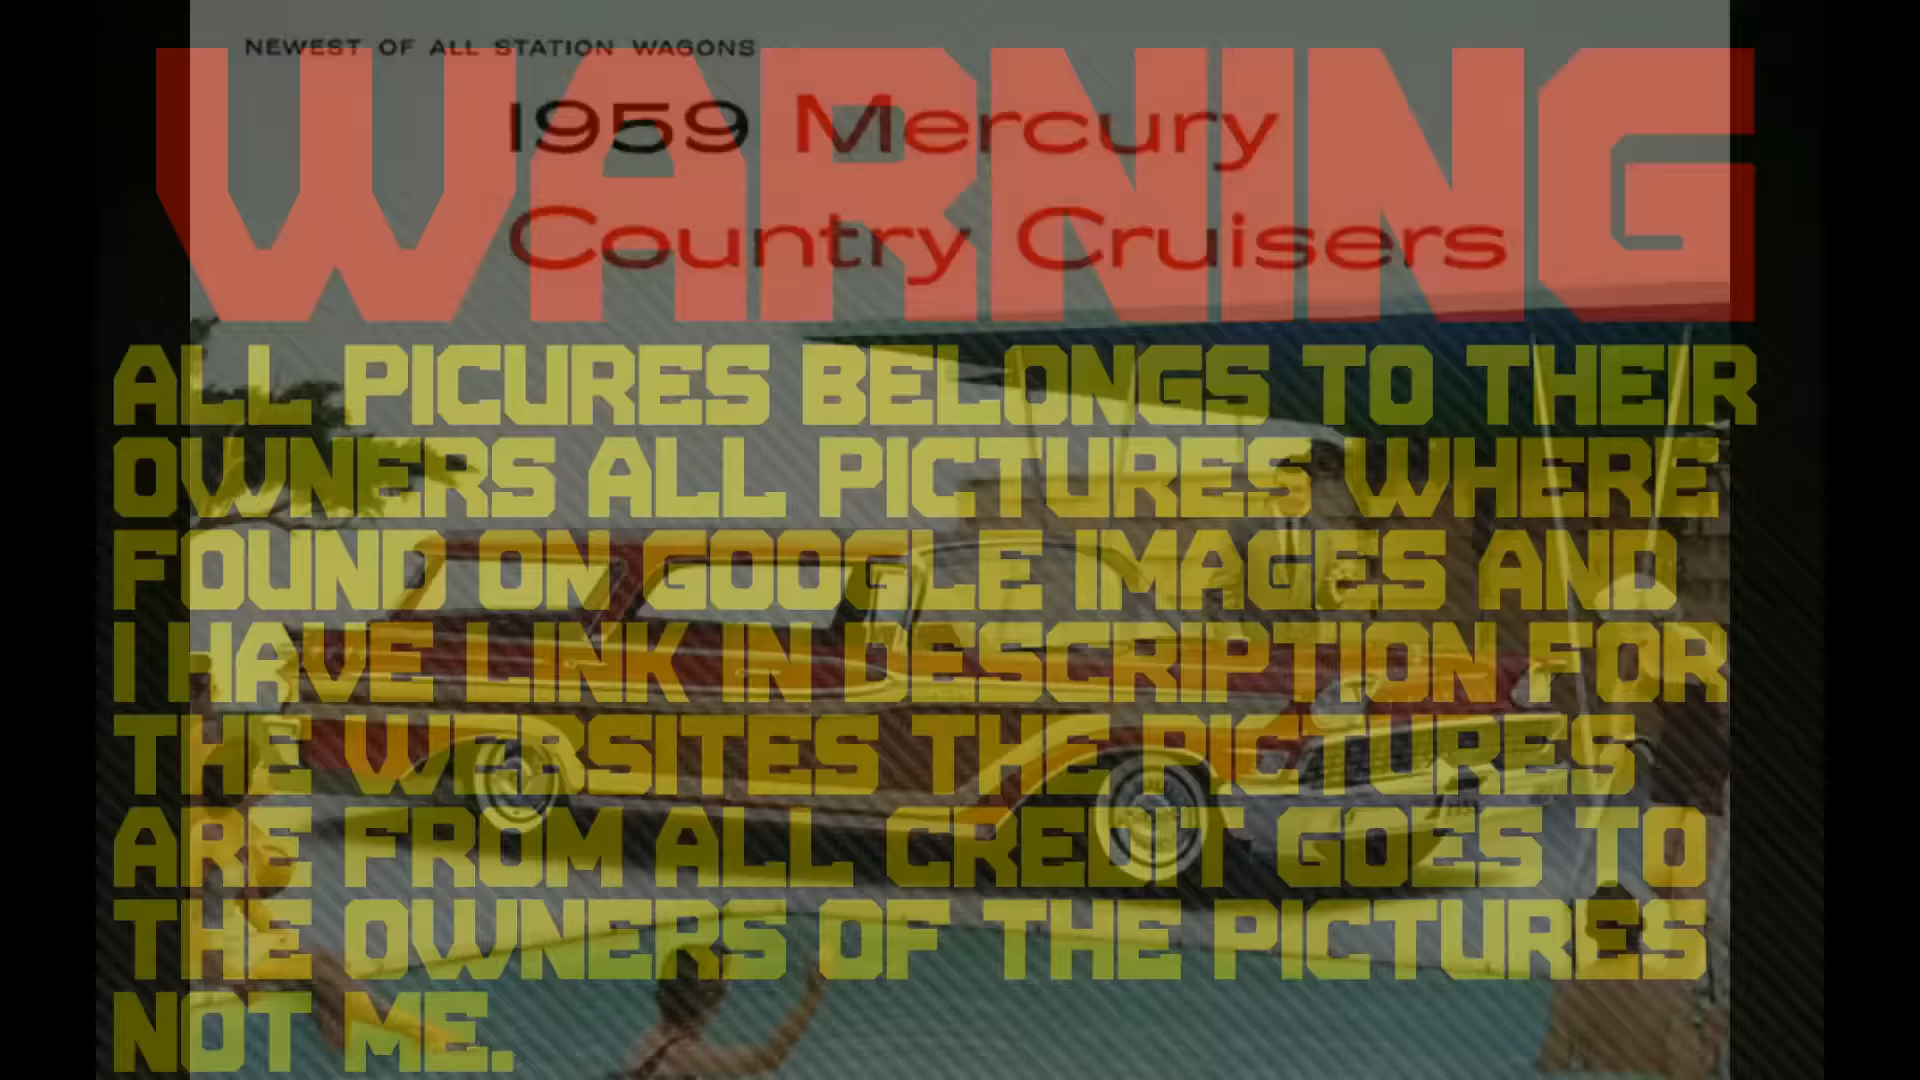 NEWEST OF ALL STATION WAGONS
WARNING
1959 Mercury
Country Cruisers
ALL PICURES BELONGS TO THEIR
OWNERS ALL PICTURES WHERE
FOUND ON GOOGLE IMAGES AND
I HAVE LINK IN DESCRIPTION FOR
THE WEBSITES THE PICTURES
ARE FROM ALL CREDIT GOES TO
THE OWNERS OF THE PICTURES
NOT ME.